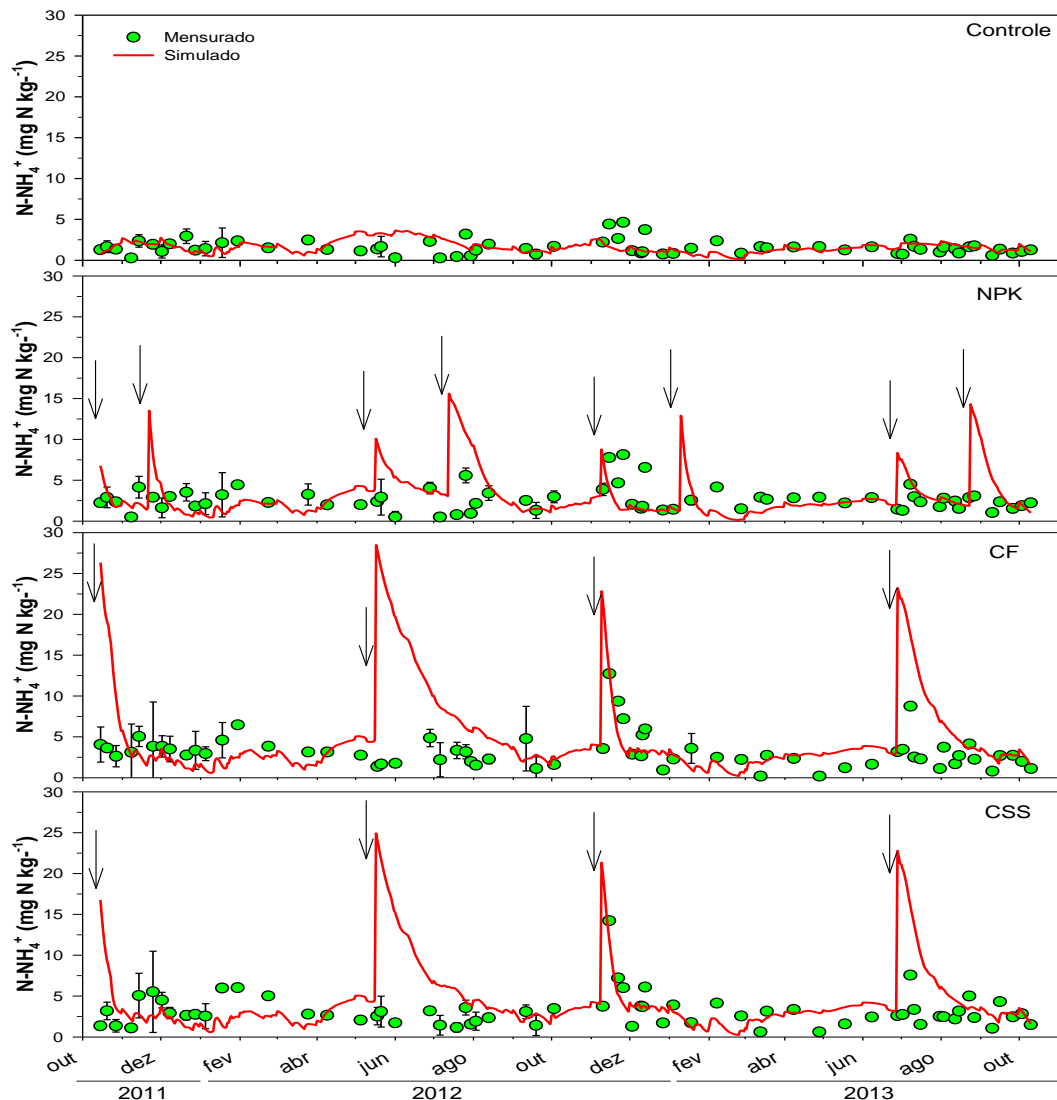 Controle
Mensurado
Simulado
N-NH4+ (mg N kg-1)
30
25
20
15
10
5
0
NPK
N-NH4+ (mg N kg-1)
30
25
20
15
10
5
0
CF
N-NH4+ (mg N kg-1)
30
25
20
15
10
5
0
CSS
N-NH4+ (mg N kg-1)
30
25
20
15
10
5
0
out dez fev abr jun ago out dez fev abr jun ago out
2011 2012 2013